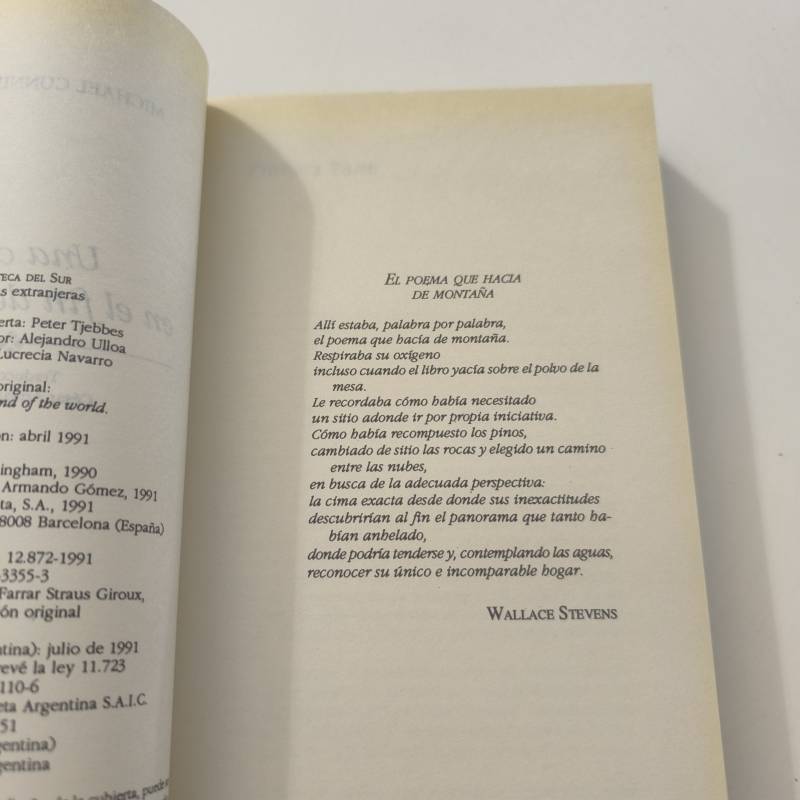 TECA DEL SUR
s extranjeras
erta: Peter Tjebbes
or: Alejandro Ulloa
Lucrecia Navarro
original:
nd of the world.
n: abril 1991
ingham, 1990
Armando Gómez, 1991
ta, S.A., 1991
8008 Barcelona (España)
12.872-1991
-3355-3
Farrar Straus Giroux,
ón original
ntina): julio de 1991
revé la ley 11.723
110-6
eta Argentina S.A.I.C.
51
gentina)
gentina
EL POEMA QUE HACIA
DE MONTAÑA
Allí estaba, palabra por palabra,
el poema que hacía de montaña.
Respiraba su oxígeno
incluso cuando el libro yacía sobre el polvo de la
mesa.
Le recordaba cómo había necesitado
un sitio adonde ir por propia iniciativa.
Cómo había recompuesto los pinos,
cambiado de sitio las rocas y elegido un camino
entre las nubes,
en busca de la adecuada perspectiva:
la cima exacta desde donde sus inexactitudes
descubrirían al fin el panorama que tanto ha-
bían anhelado,
donde podría tenderse y, contemplando las aguas,
reconocer su único e incomparable hogar.
WALLACE STEVENS